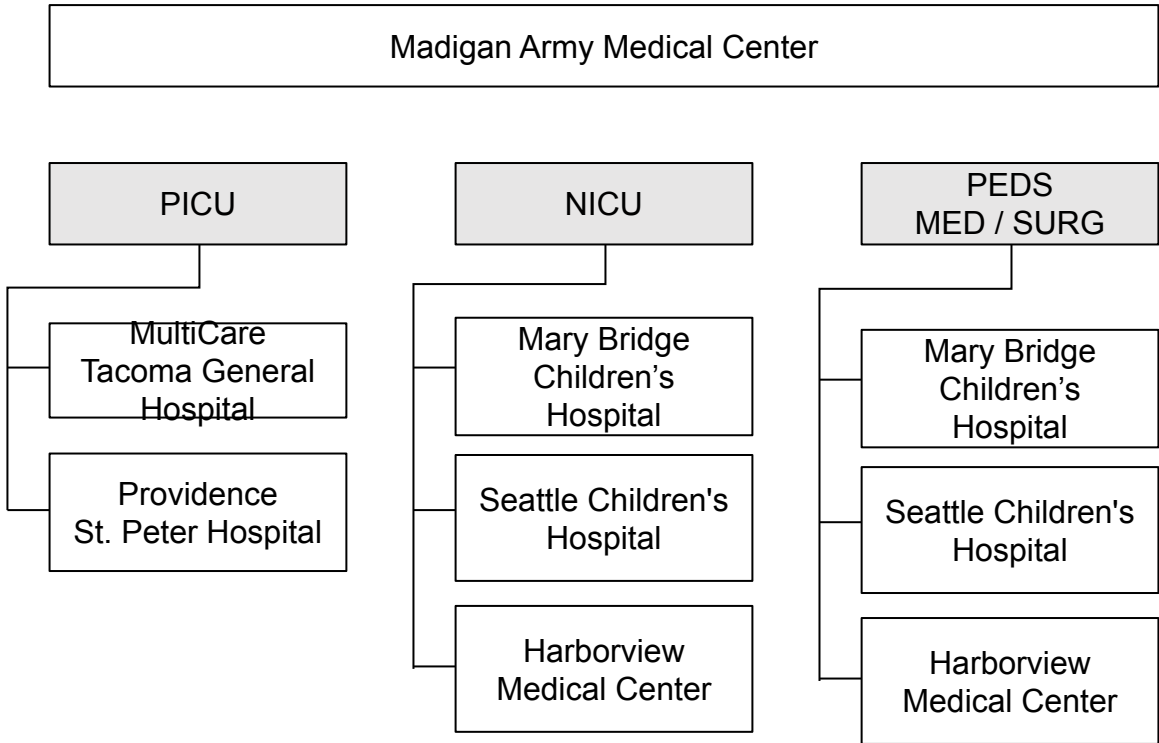 Madigan Army Medical Center
PICU
MultiCare
Tacoma General
Hospital
Providence
St. Peter Hospital
NICU
Mary Bridge
Children’s
Hospital
Seattle Children's
Hospital
Harborview
Medical Center
PEDS
MED / SURG
Mary Bridge
Children’s
Hospital
Seattle Children's
Hospital
Harborview
Medical Center